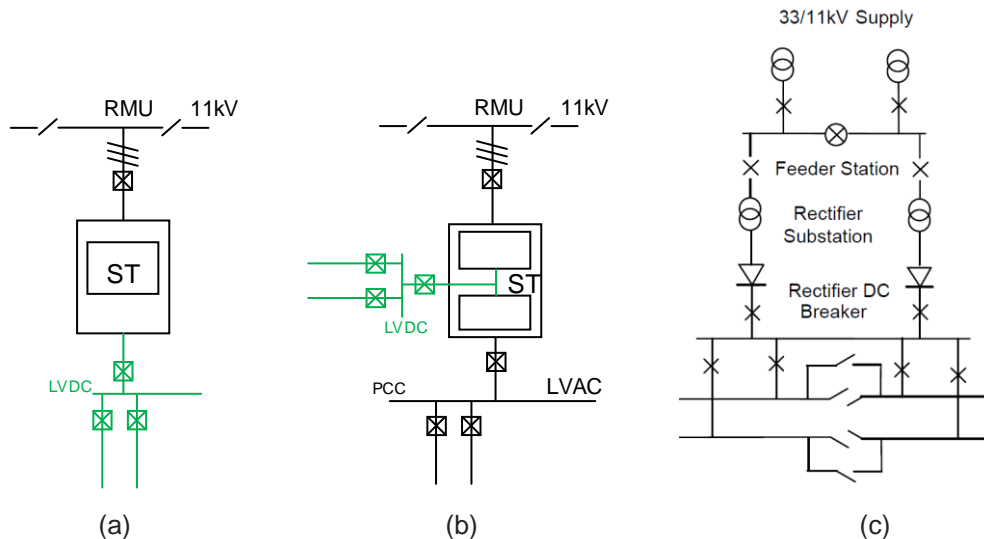 RMU 11kV
ST
LVDC
(a)
RMU 11kV
ST
LVDC
PCC LVAC
(b)
33/11kV Supply
Feeder Station
Rectifier
Substation
Rectifier DC
Breaker
(c)